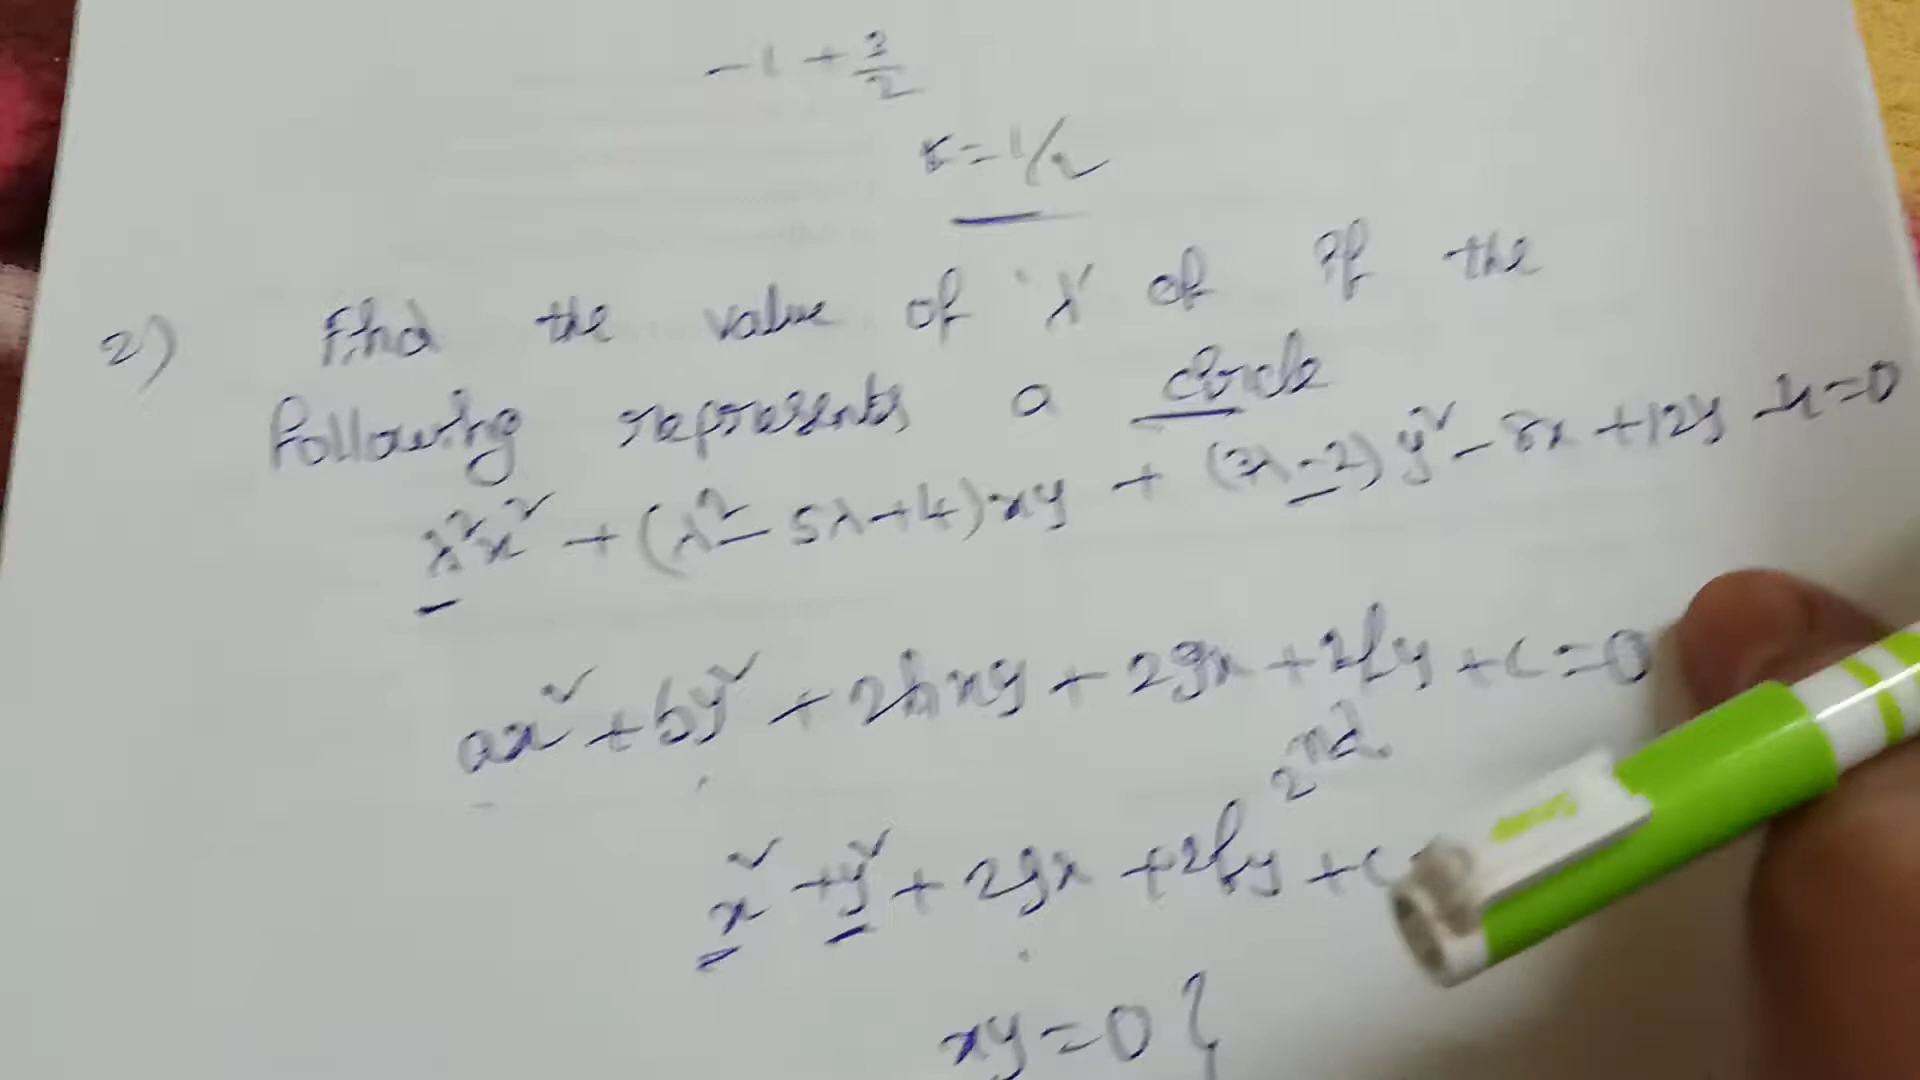 -1 + 3/2
k = 1/2
2) Find the value of 'λ' of if the
following represents a circle
λ²x² + (λ² - 5λ + 4)xy + (3λ - 2)y² - 8x + 12y - 4 = 0
ax² + by² + 2hxy + 2gx + 2fy + c = 0
2nd
x² + y² + 2gx + 2fy + c
xy = 0 }